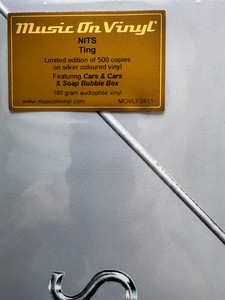 Music On Vinyl
NITS
Ting
Limited edition of 500 copies
on silver coloured vinyl
Featuring Cars & Cars
& Soap Bubble Box
180 gram audiophile vinyl
www.musiconvinyl.com MOVLP2411